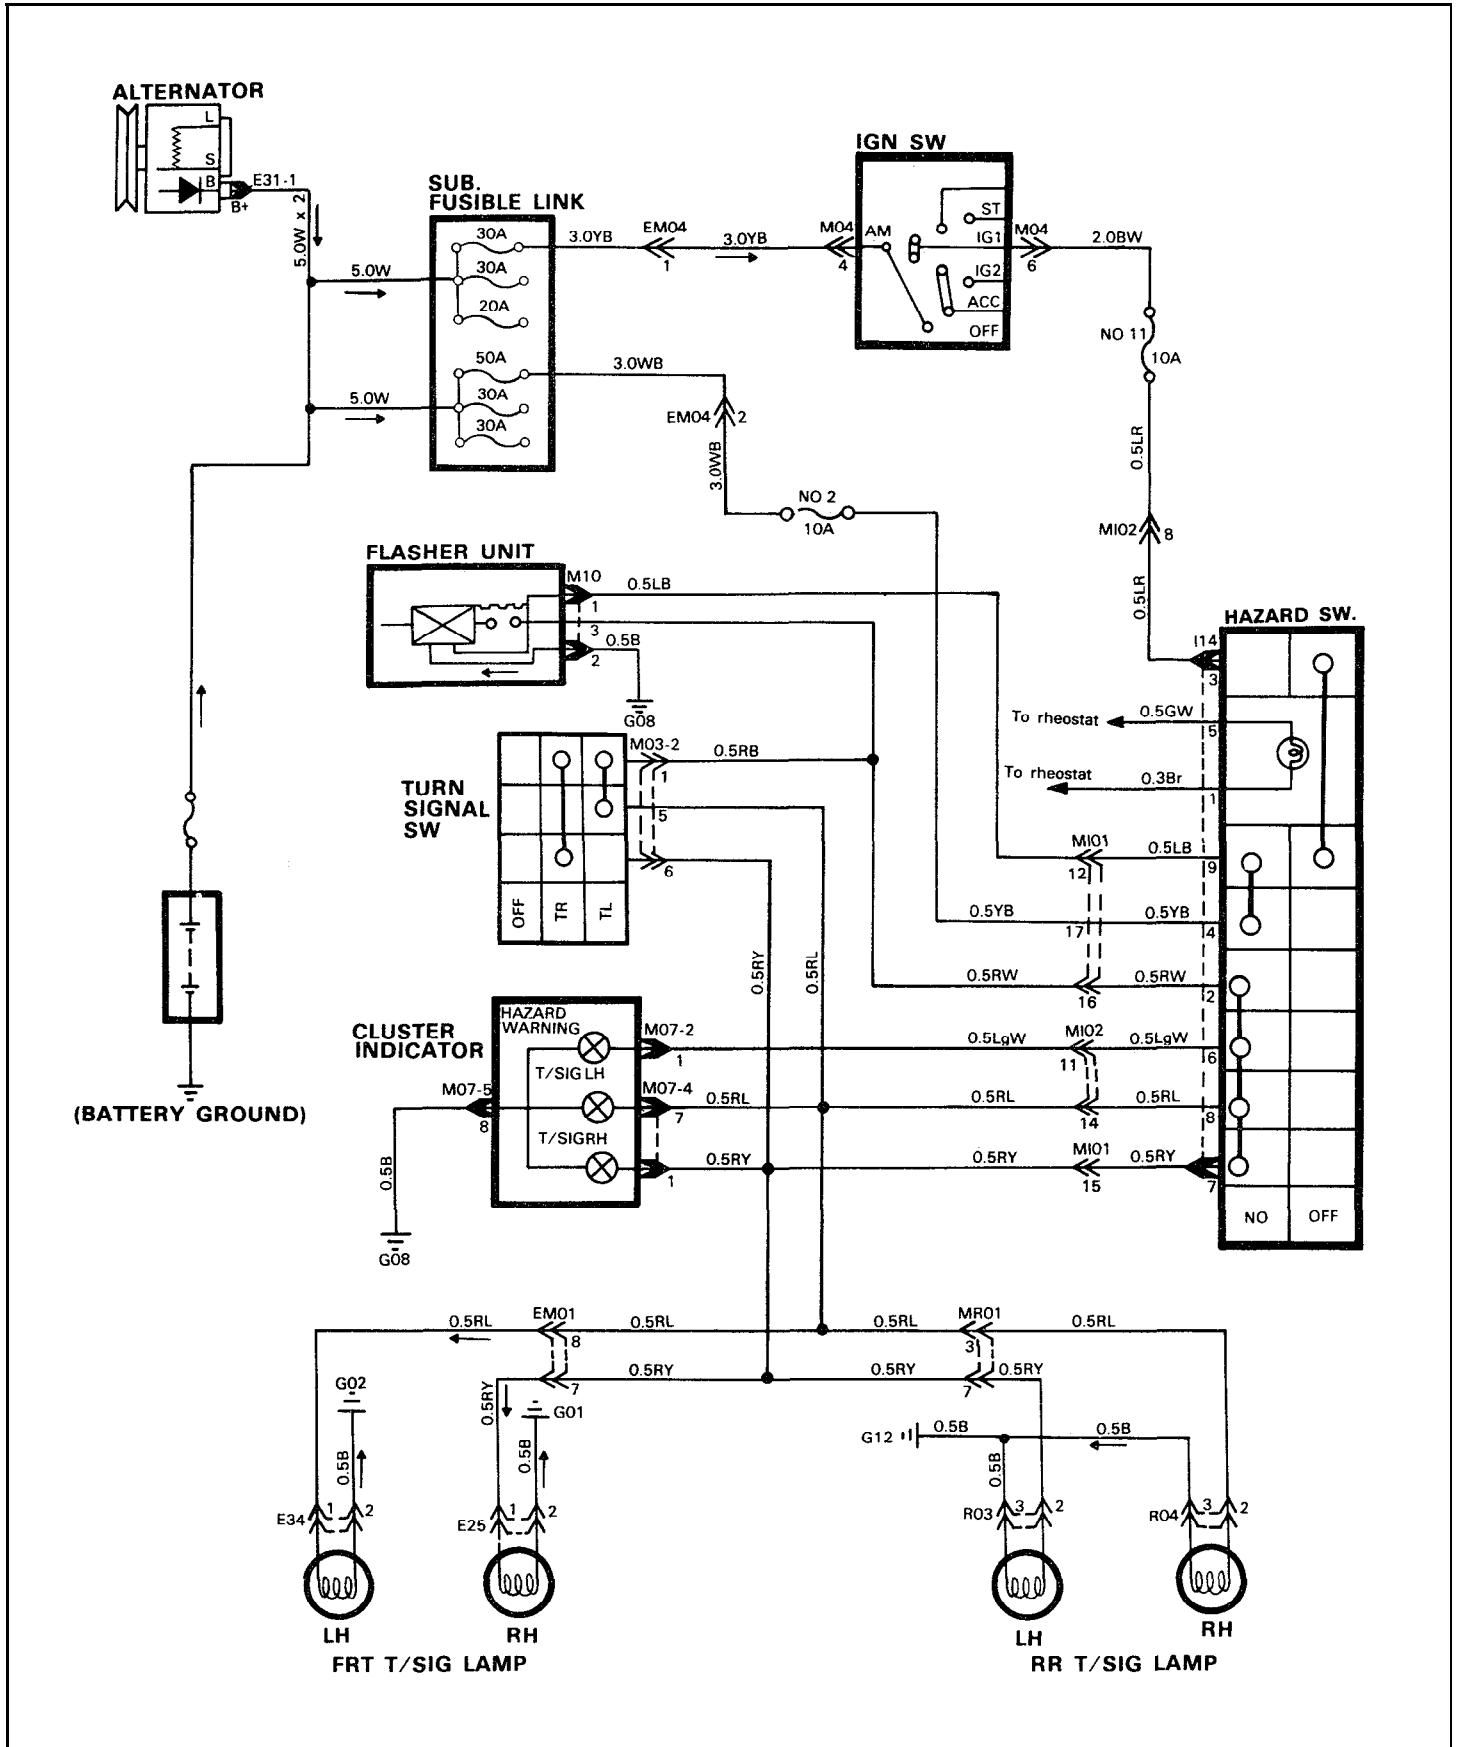 ALTERNATOR
L
S
B
E31-1
B+
5.0W x 2
SUB.
FUSIBLE LINK
30A
30A
20A
50A
30A
30A
5.0W
5.0W
3.0YB
EM04
1
3.0YB
IGN SW
M04
4
AM
ST
IG1
IG2
ACC
OFF
M04
6
2.0BW
NO 11
10A
0.5LR
MI02
8
0.5LR
3.0WB
EM04
2
3.0WB
NO 2
10A
FLASHER UNIT
M10
1
0.5LB
3
0.5B
2
G08
HAZARD SW.
I14
3
To rheostat
0.5GW
5
To rheostat
0.3Br
1
MI01
12
0.5LB
9
0.5YB
17
0.5YB
4
0.5RW
16
0.5RW
2
0.5LgW
MI02
11
0.5LgW
6
0.5RL
14
0.5RL
8
0.5RY
MI01
15
0.5RY
7
NO
OFF
TURN
SIGNAL
SW
M03-2
1
0.5RB
5
6
OFF
TR
TL
0.5RY
0.5RL
CLUSTER
INDICATOR
HAZARD
WARNING
T/SIGLH
T/SIGRH
M07-2
1
M07-4
7
0.5RL
1
0.5RY
M07-5
8
0.5B
G08
(BATTERY GROUND)
0.5RL
EM01
8
0.5RL
0.5RL
MR01
3
0.5RL
0.5RY
7
0.5RY
0.5RY
7
0.5RY
G02
0.5B
G01
0.5B
G12
0.5B
0.5B
0.5B
E34
1
2
E25
1
2
R03
3
2
R04
3
2
LH
RH
FRT T/SIG LAMP
LH
RH
RR T/SIG LAMP